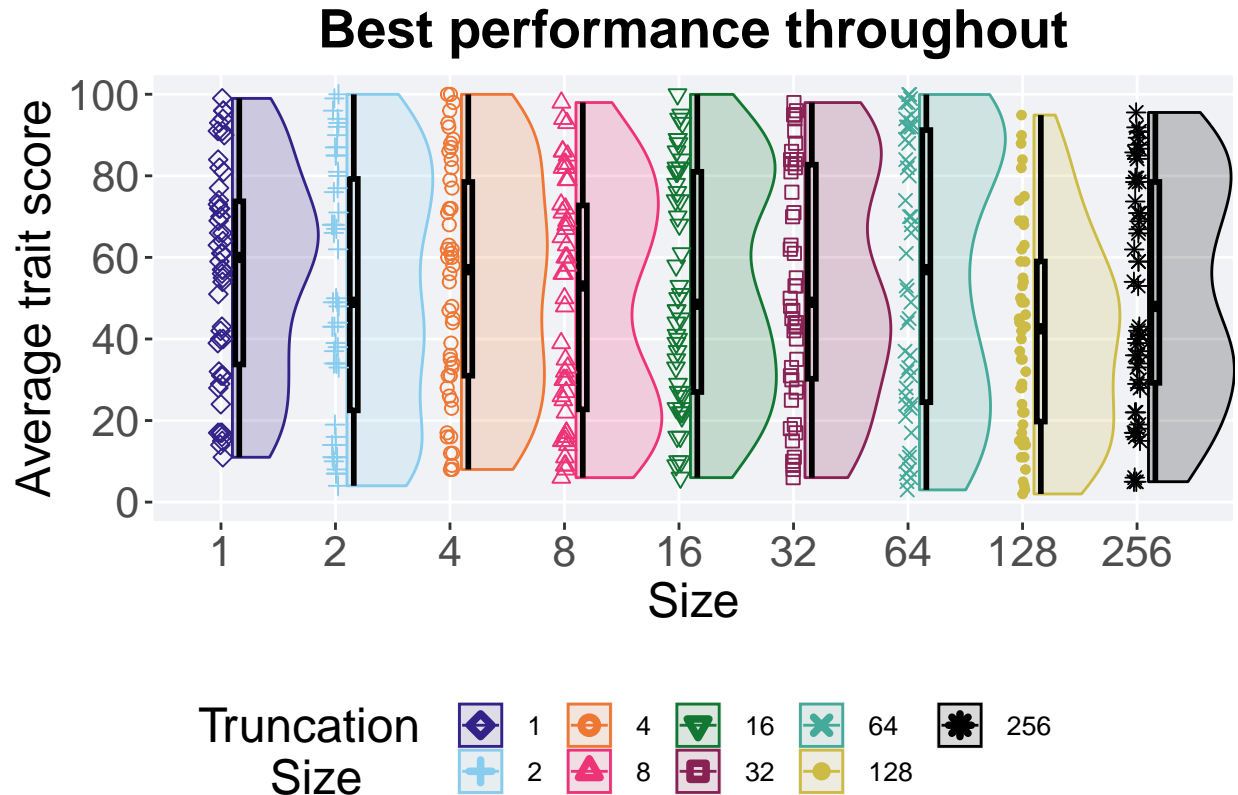 Best performance throughout
Average trait score
100
80
60
40
20
0
1 2 4 8 16 32 64 128 256
Size
Truncation Size
1 4 16 64 256
2 8 32 128